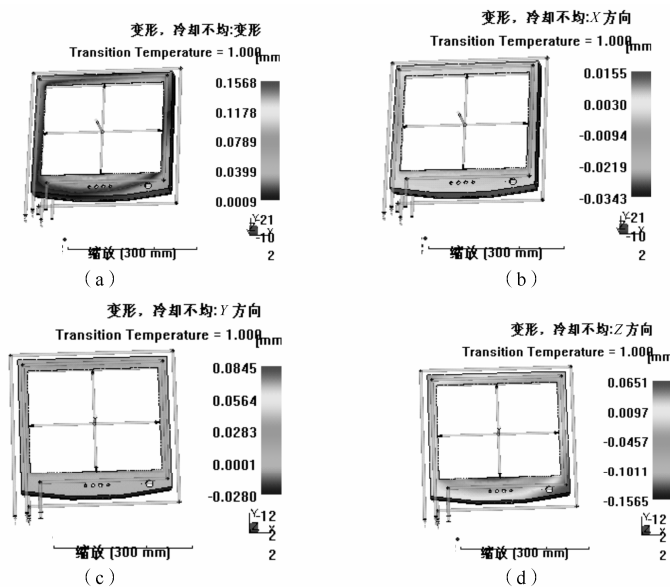 变形，冷却不均:变形
Transition Temperature = 1.000
[mm
0.1568
0.1178
0.0789
0.0399
0.0009
缩放 (300 mm)
(a)
变形，冷却不均:X 方向
Transition Temperature = 1.000
[mm
0.0155
0.0030
-0.0094
-0.0219
-0.0343
缩放 (300 mm)
(b)
变形，冷却不均:Y 方向
Transition Temperature = 1.000
[mm
0.0845
0.0564
0.0283
0.0001
-0.0280
缩放 (300 mm)
(c)
变形，冷却不均:Z 方向
Transition Temperature = 1.000
[mm
0.0651
0.0097
-0.0457
-0.1011
-0.1565
缩放 (300 mm)
(d)